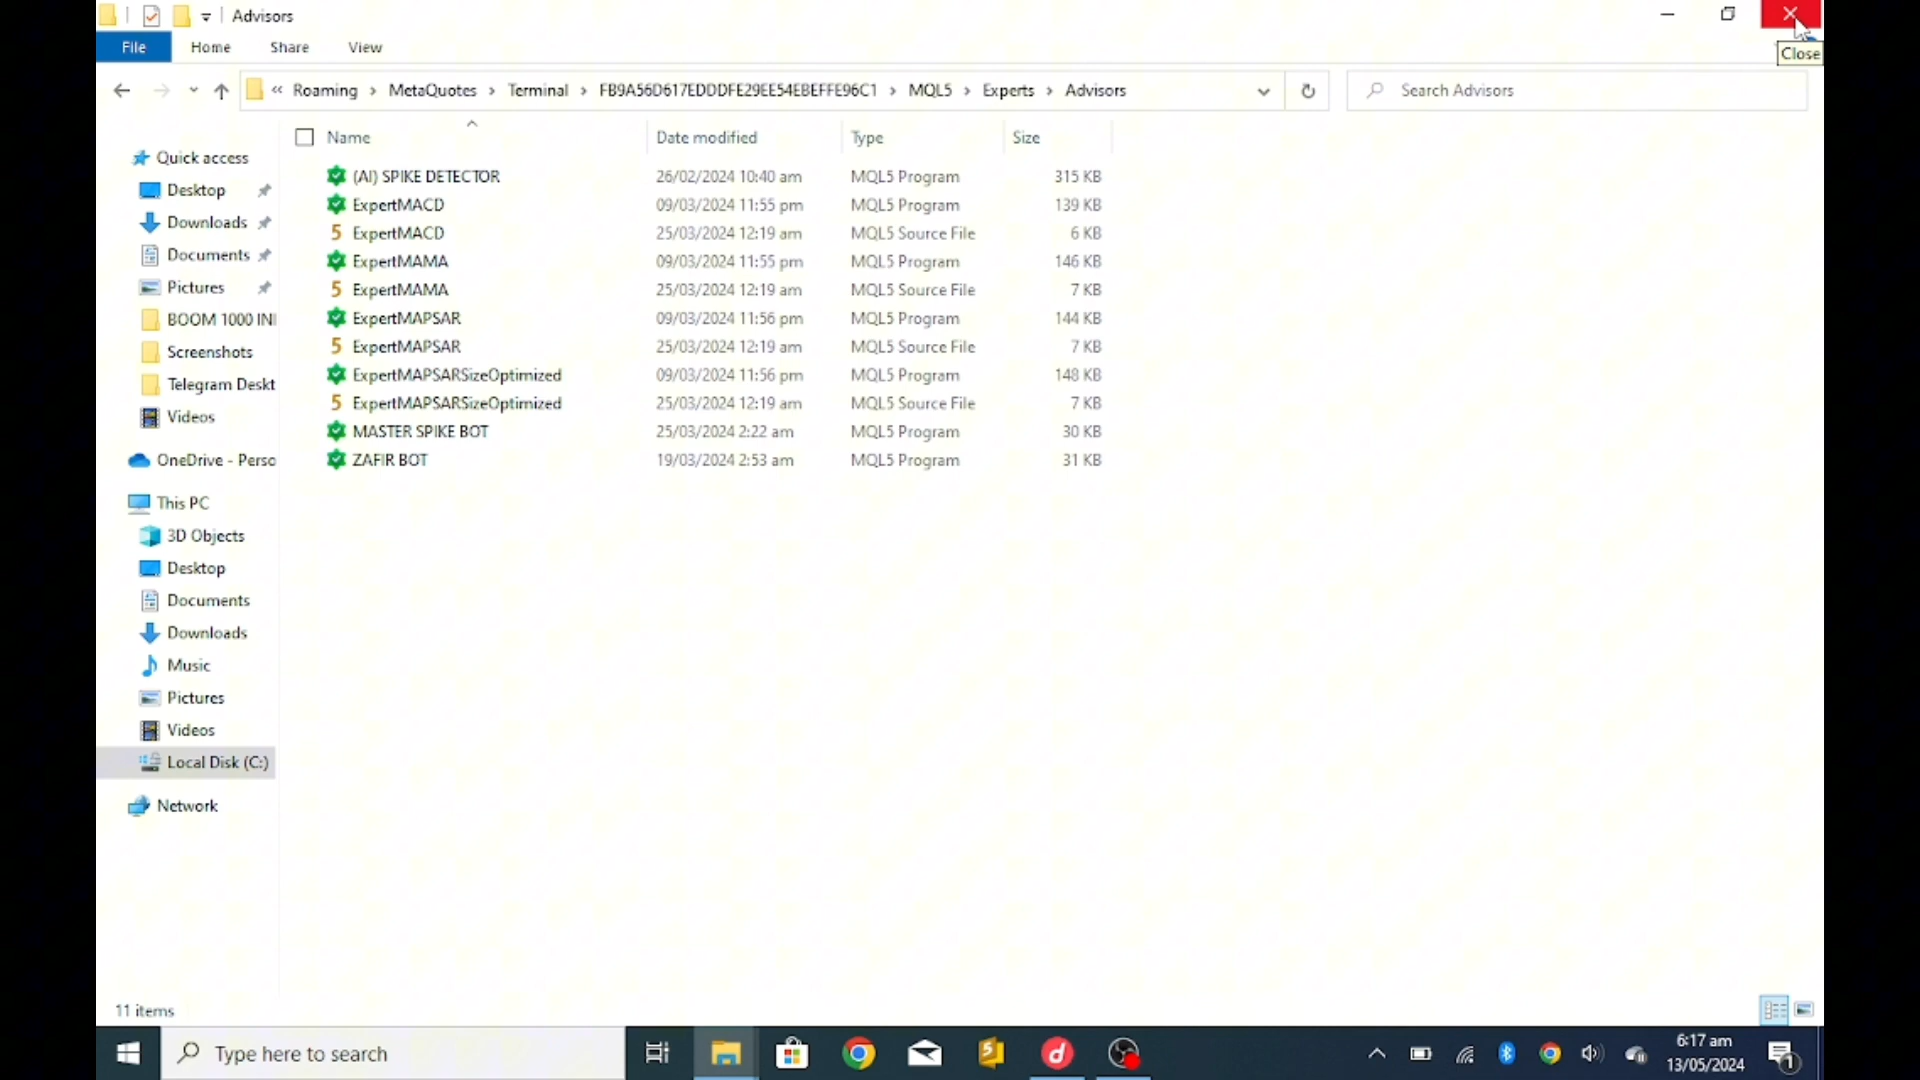 Advisors
Close
File Home Share View
« Roaming > MetaQuotes > Terminal > FB9A56D617EDDDFE29EE54EBEFFE96C1 > MQL5 > Experts > Advisors
Search Advisors
Name Date modified Type Size
(AI) SPIKE DETECTOR 26/02/2024 10:40 am MQL5 Program 315 KB
ExpertMACD 09/03/2024 11:55 pm MQL5 Program 139 KB
ExpertMACD 25/03/2024 12:19 am MQL5 Source File 6 KB
ExpertMAMA 09/03/2024 11:55 pm MQL5 Program 146 KB
ExpertMAMA 25/03/2024 12:19 am MQL5 Source File 7 KB
ExpertMAPSAR 09/03/2024 11:56 pm MQL5 Program 144 KB
ExpertMAPSAR 25/03/2024 12:19 am MQL5 Source File 7 KB
ExpertMAPSARSizeOptimized 09/03/2024 11:56 pm MQL5 Program 148 KB
ExpertMAPSARSizeOptimized 25/03/2024 12:19 am MQL5 Source File 7 KB
MASTER SPIKE BOT 25/03/2024 2:22 am MQL5 Program 30 KB
ZAFIR BOT 19/03/2024 2:53 am MQL5 Program 31 KB
Quick access
Desktop
Downloads
Documents
Pictures
BOOM 1000 IN
Screenshots
Telegram Deskt
Videos
OneDrive - Perso
This PC
3D Objects
Desktop
Documents
Downloads
Music
Pictures
Videos
Local Disk (C:)
Network
11 items
Type here to search
6:17 am
13/05/2024
1